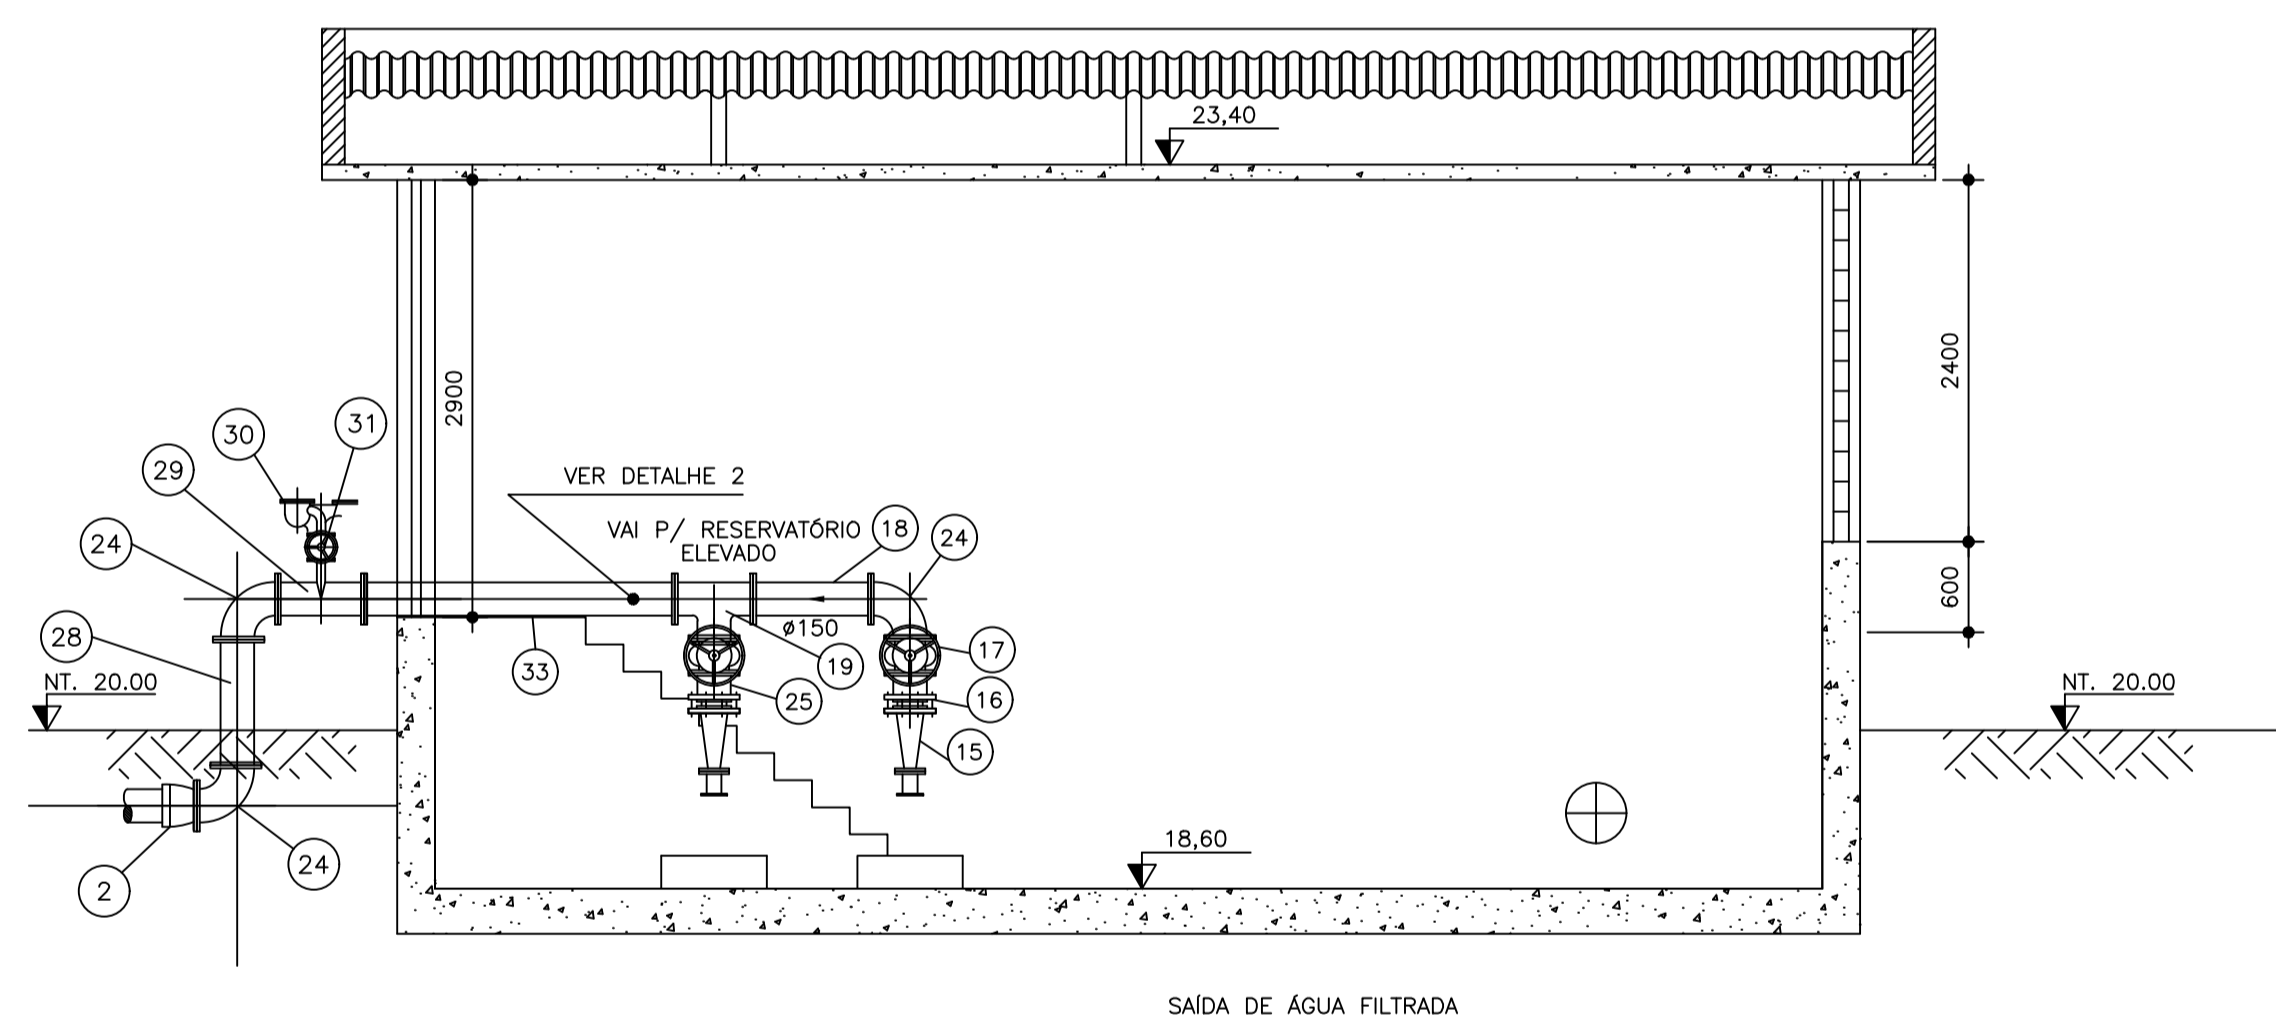 23,40
2900
2400
600
30
31
29
24
VER DETALHE 2
VAI P/ RESERVATÓRIO
ELEVADO
18
24
28
Ø150
33
19
17
25
16
15
NT. 20.00
NT. 20.00
2
24
18,60
SAÍDA DE ÁGUA FILTRADA